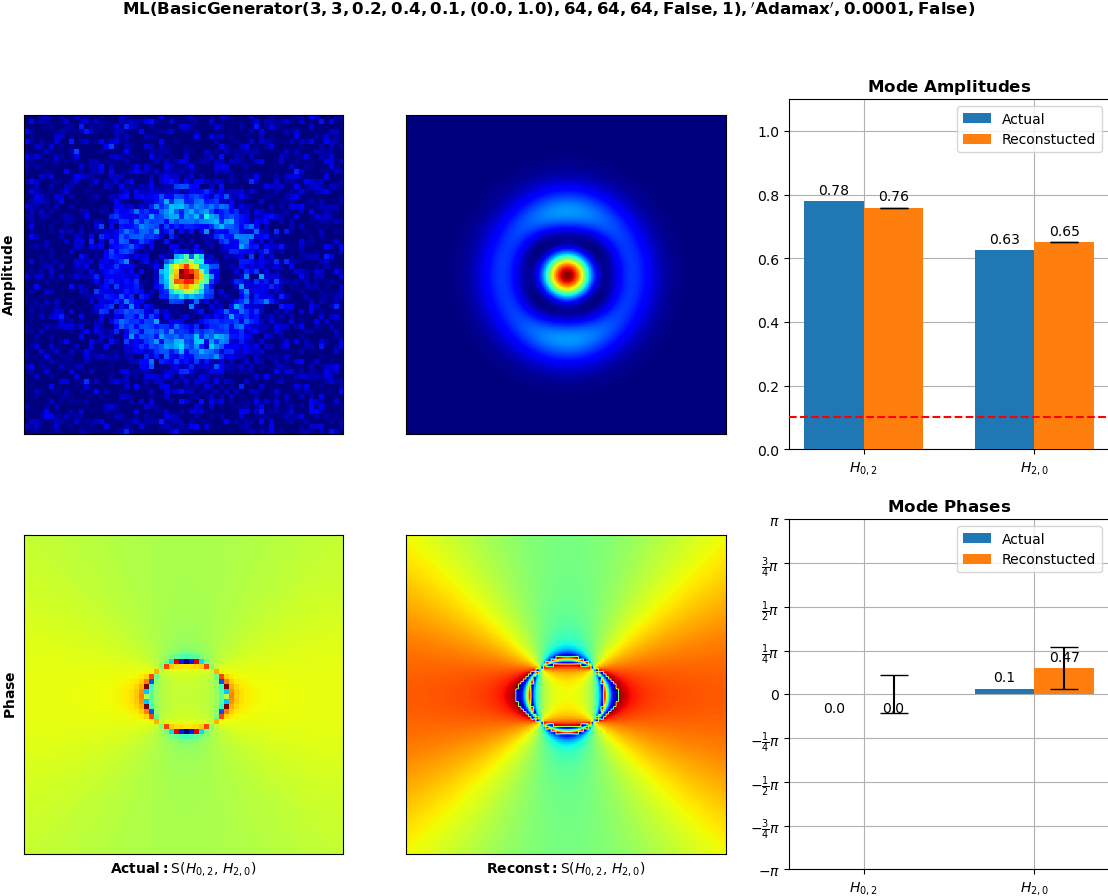 ML(BasicGenerator(3, 3, 0.2, 0.4, 0.1, (0.0, 1.0), 64, 64, 64, False, 1), 'Adamax', 0.0001, False)
Amplitude
Mode Amplitudes
Actual
Reconstucted
1.0
0.8
0.6
0.4
0.2
0.0
0.78
0.76
0.63
0.65
H0, 2
H2, 0
Phase
Actual: S(H0, 2, H2, 0)
Reconst: S(H0, 2, H2, 0)
Mode Phases
Actual
Reconstucted
π
3/4π
1/2π
1/4π
0
−1/4π
−1/2π
−3/4π
−π
0.0
0.0
0.1
0.47
H0, 2
H2, 0